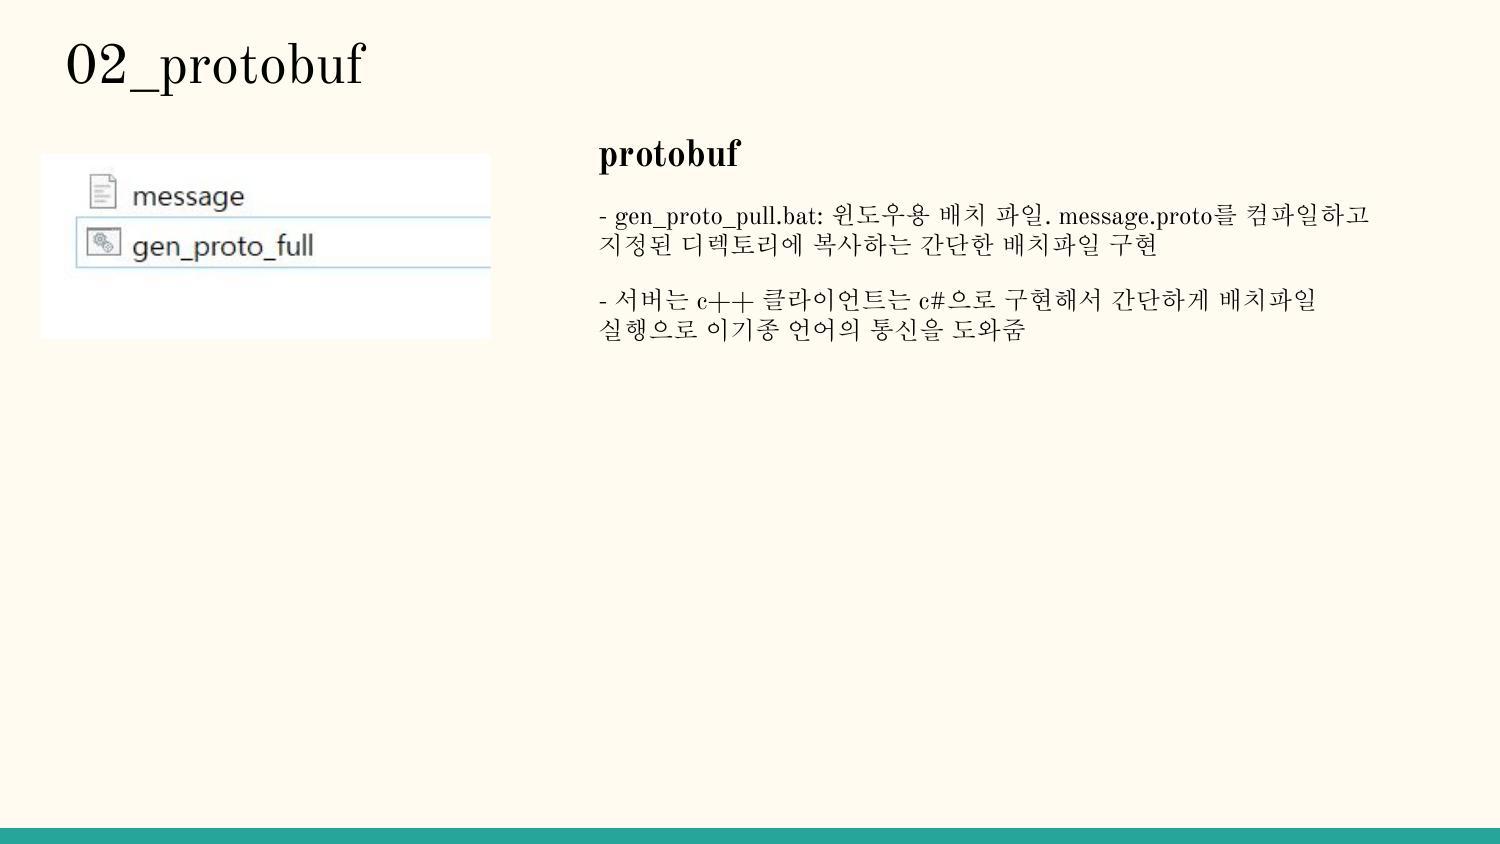 02_protobuf
message
gen_proto_full
protobuf
- gen_proto_pull.bat: 윈도우용 배치 파일. message.proto를 컴파일하고
지정된 디렉토리에 복사하는 간단한 배치파일 구현
- 서버는 c++ 클라이언트는 c#으로 구현해서 간단하게 배치파일
실행으로 이기종 언어의 통신을 도와줌